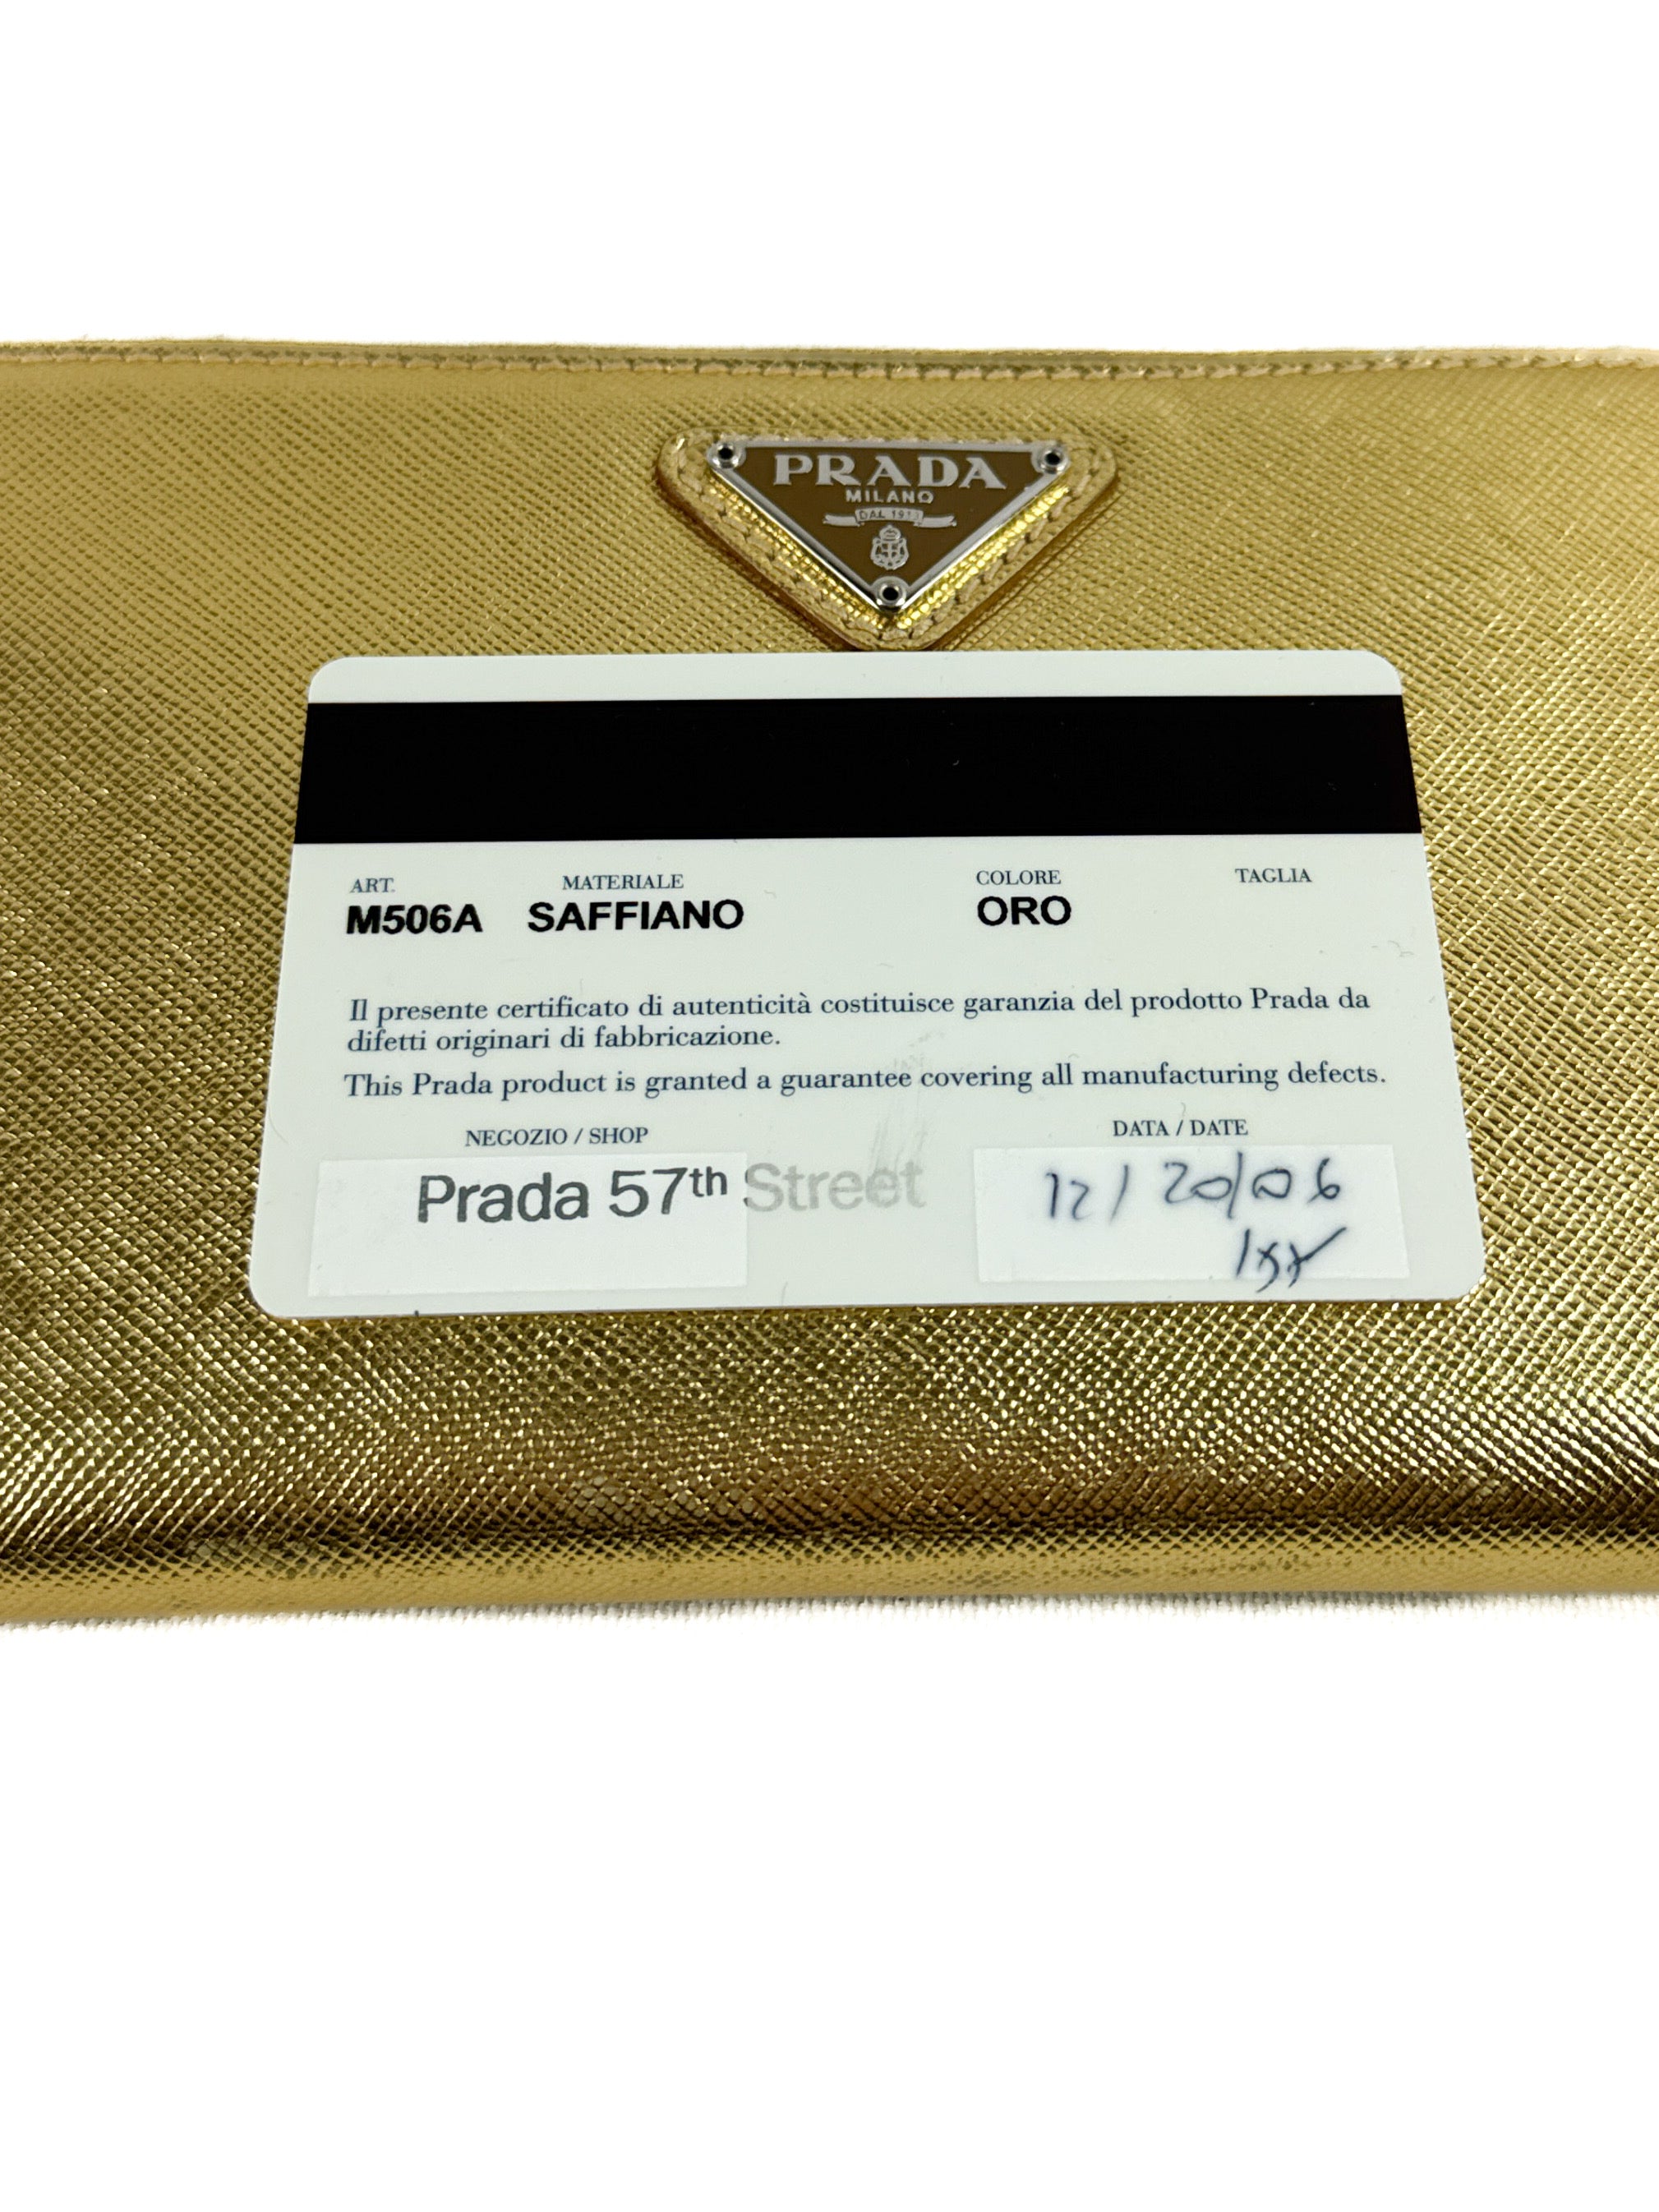 PRADA
MILANO
DAL 1913
ART. MATERIALE COLORE TAGLIA
M506A SAFFIANO ORO
Il presente certificato di autenticità costituisce garanzia del prodotto Prada da
difetti originari di fabbricazione.
This Prada product is granted a guarantee covering all manufacturing defects.
NEGOZIO / SHOP DATA / DATE
Prada 57th Street 12/20/06